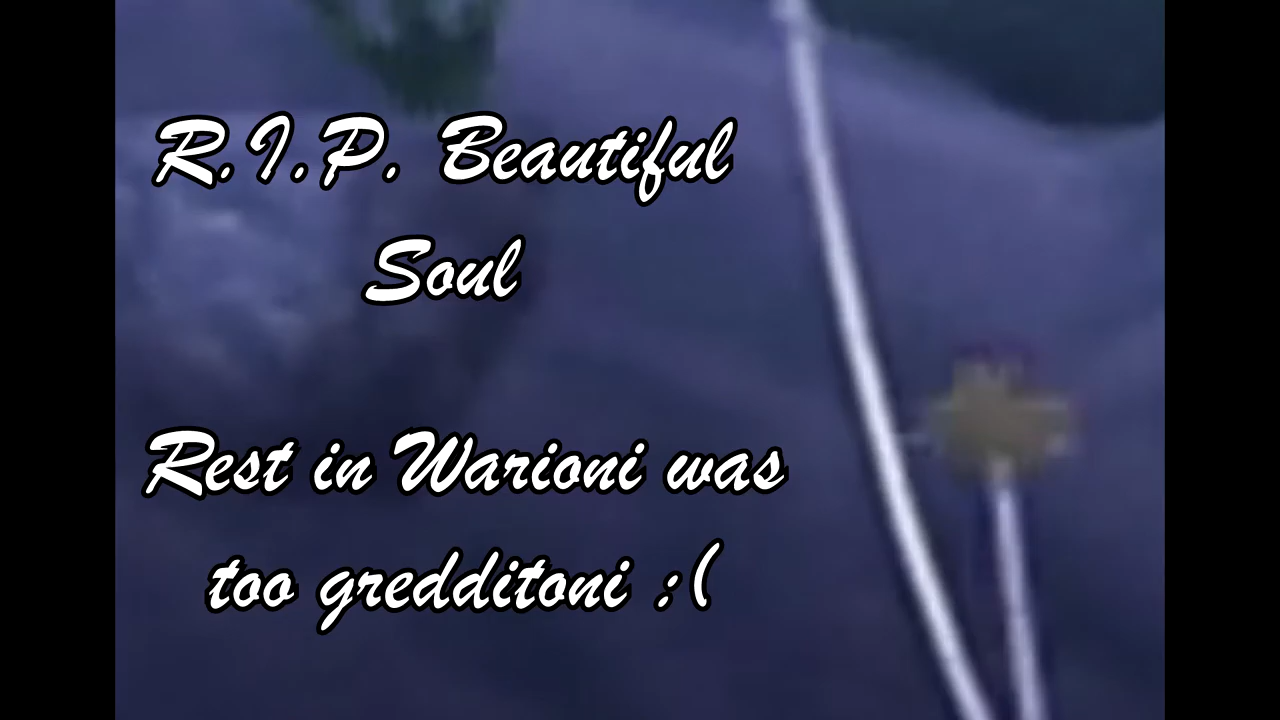 R.I.P. Beautiful
Soul
Rest in Warioni was
too gredditoni :(